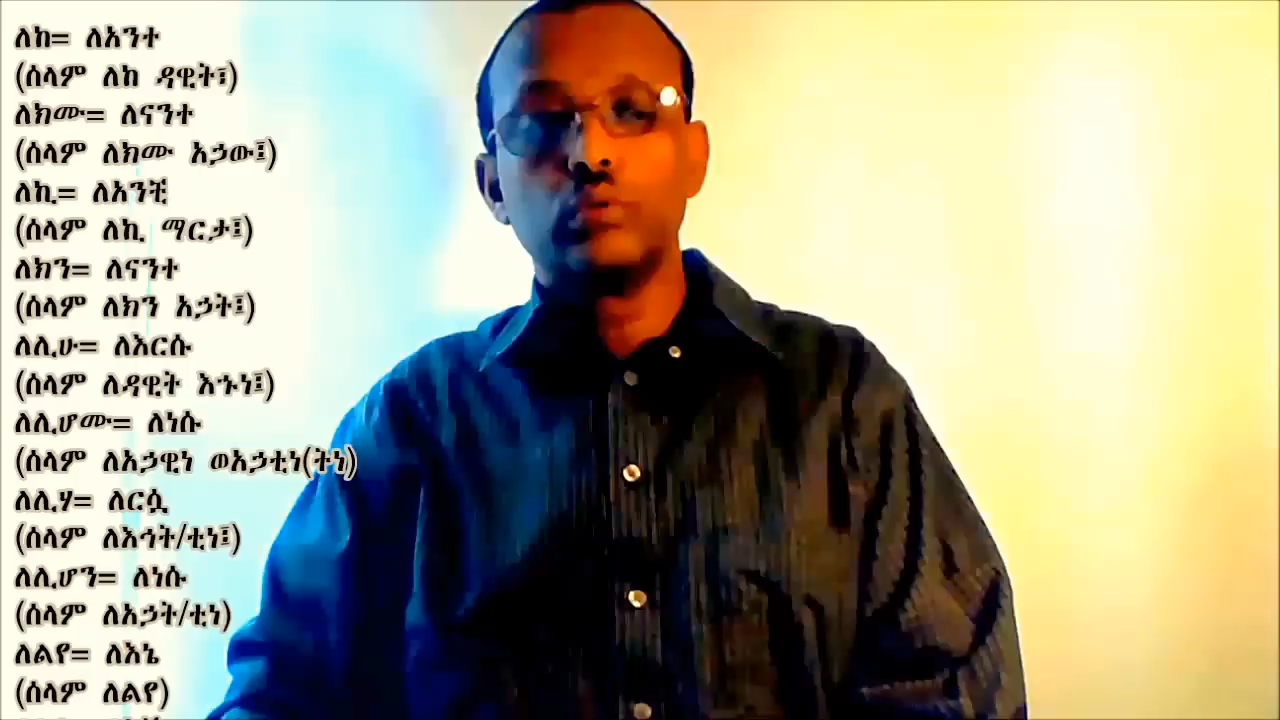 ለከ= ለአንተ
(ሰላም ለከ ዳዊት፣)
ለክሙ= ለናንተ
(ሰላም ለክሙ አኃው፤)
ለኪ= ለአንቺ
(ሰላም ለኪ ማርታ፤)
ለክን= ለናንተ
(ሰላም ለክን አኃት፤)
ለሊሁ= ለእርሱ
(ሰላም ለዳዊት እኁነ፤)
ለሊሆሙ= ለነሱ
(ሰላም ለአኃዊነ ወአኃቲነ(ትነ)
ለሊሃ= ለርሷ
(ሰላም ለእኅት/ቲነ፤)
ለሊሆን= ለነሱ
(ሰላም ለአኃት/ቲነ)
ለልየ= ለእኔ
(ሰላም ለልየ)